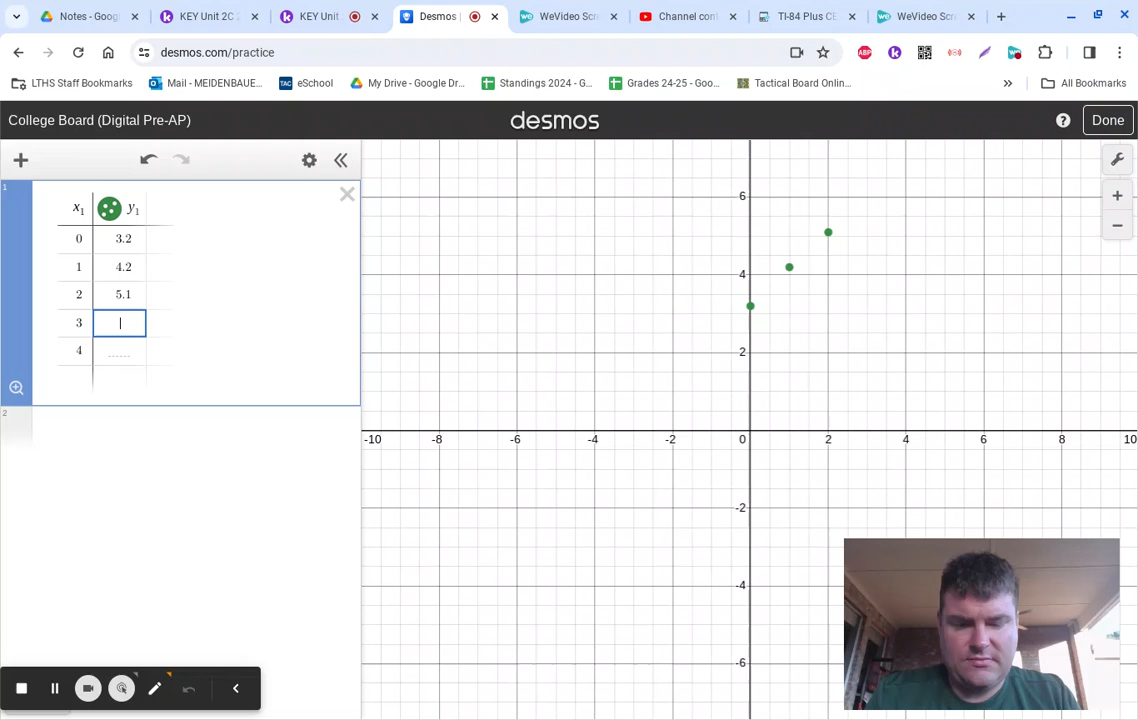 Notes - Goog
KEY Unit 2C
KEY Unit
Desmos
WeVideo Scr
Channel cont
TI-84 Plus CE
WeVideo Scr
desmos.com/practice
LTHS Staff Bookmarks
Mail - MEIDENBAUE...
eSchool
My Drive - Google Dr...
Standings 2024 - G...
Grades 24-25 - Goo...
Tactical Board Onlin...
All Bookmarks
College Board (Digital Pre-AP)
desmos
Done
1
x₁ y₁
0 3.2
1 4.2
2 5.1
3
4
2
6
4
2
-10 -8 -6 -4 -2 0 2 4 6 8 10
-2
-4
-6